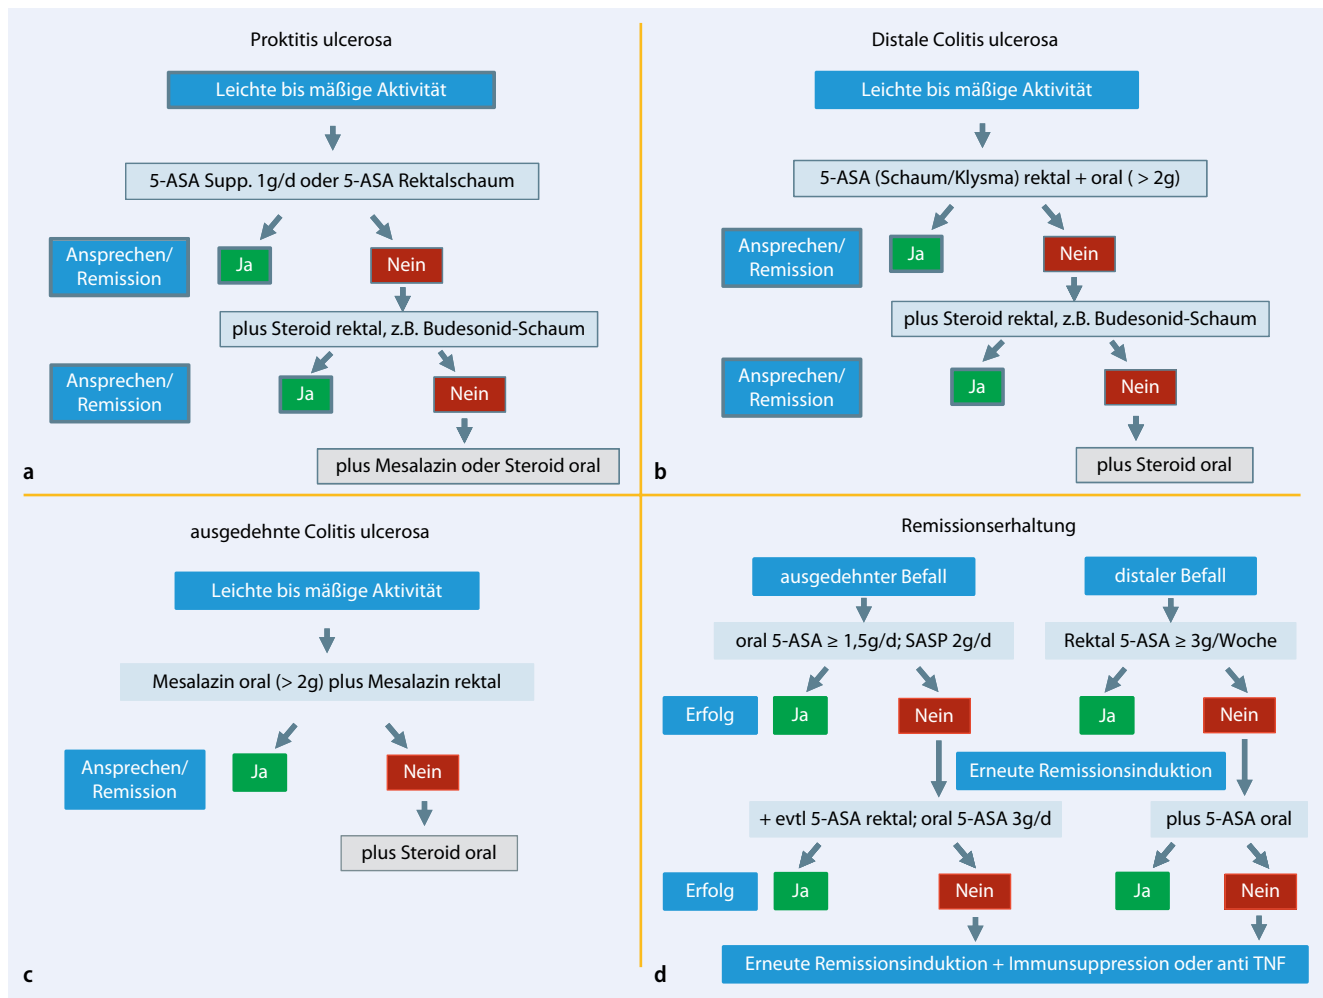 Proktitis ulcerosa
Leichte bis mäßige Aktivität
5-ASA Supp. 1g/d oder 5-ASA Rektalschaum
Ansprechen/
Remission
Ja
Nein
plus Steroid rektal, z.B. Budesonid-Schaum
Ansprechen/
Remission
Ja
Nein
plus Mesalazin oder Steroid oral
a
Distale Colitis ulcerosa
Leichte bis mäßige Aktivität
5-ASA (Schaum/Klysma) rektal + oral ( > 2g)
Ansprechen/
Remission
Ja
Nein
plus Steroid rektal, z.B. Budesonid-Schaum
Ansprechen/
Remission
Ja
Nein
plus Steroid oral
b
ausgedehnte Colitis ulcerosa
Leichte bis mäßige Aktivität
Mesalazin oral (> 2g) plus Mesalazin rektal
Ansprechen/
Remission
Ja
Nein
plus Steroid oral
c
Remissionserhaltung
ausgedehnter Befall
distaler Befall
oral 5-ASA ≥ 1,5g/d; SASP 2g/d
Rektal 5-ASA ≥ 3g/Woche
Erfolg
Ja
Nein
Ja
Nein
Erneute Remissionsinduktion
+ evtl 5-ASA rektal; oral 5-ASA 3g/d
plus 5-ASA oral
Erfolg
Ja
Nein
Ja
Nein
Erneute Remissionsinduktion + Immunsuppression oder anti TNF
d